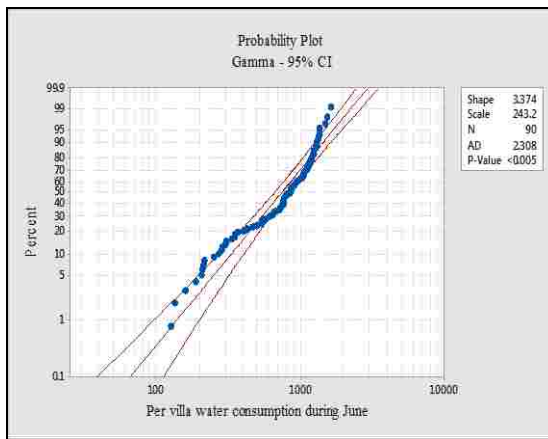 Probability Plot
Gamma - 95% CI
99.9
99
95
90
80
70
60
50
40
30
20
10
5
1
0.1
Percent
100
1000
10000
Per villa water consumption during June
Shape 3.374
Scale 243.2
N 90
AD 2.308
P-Value <0.005